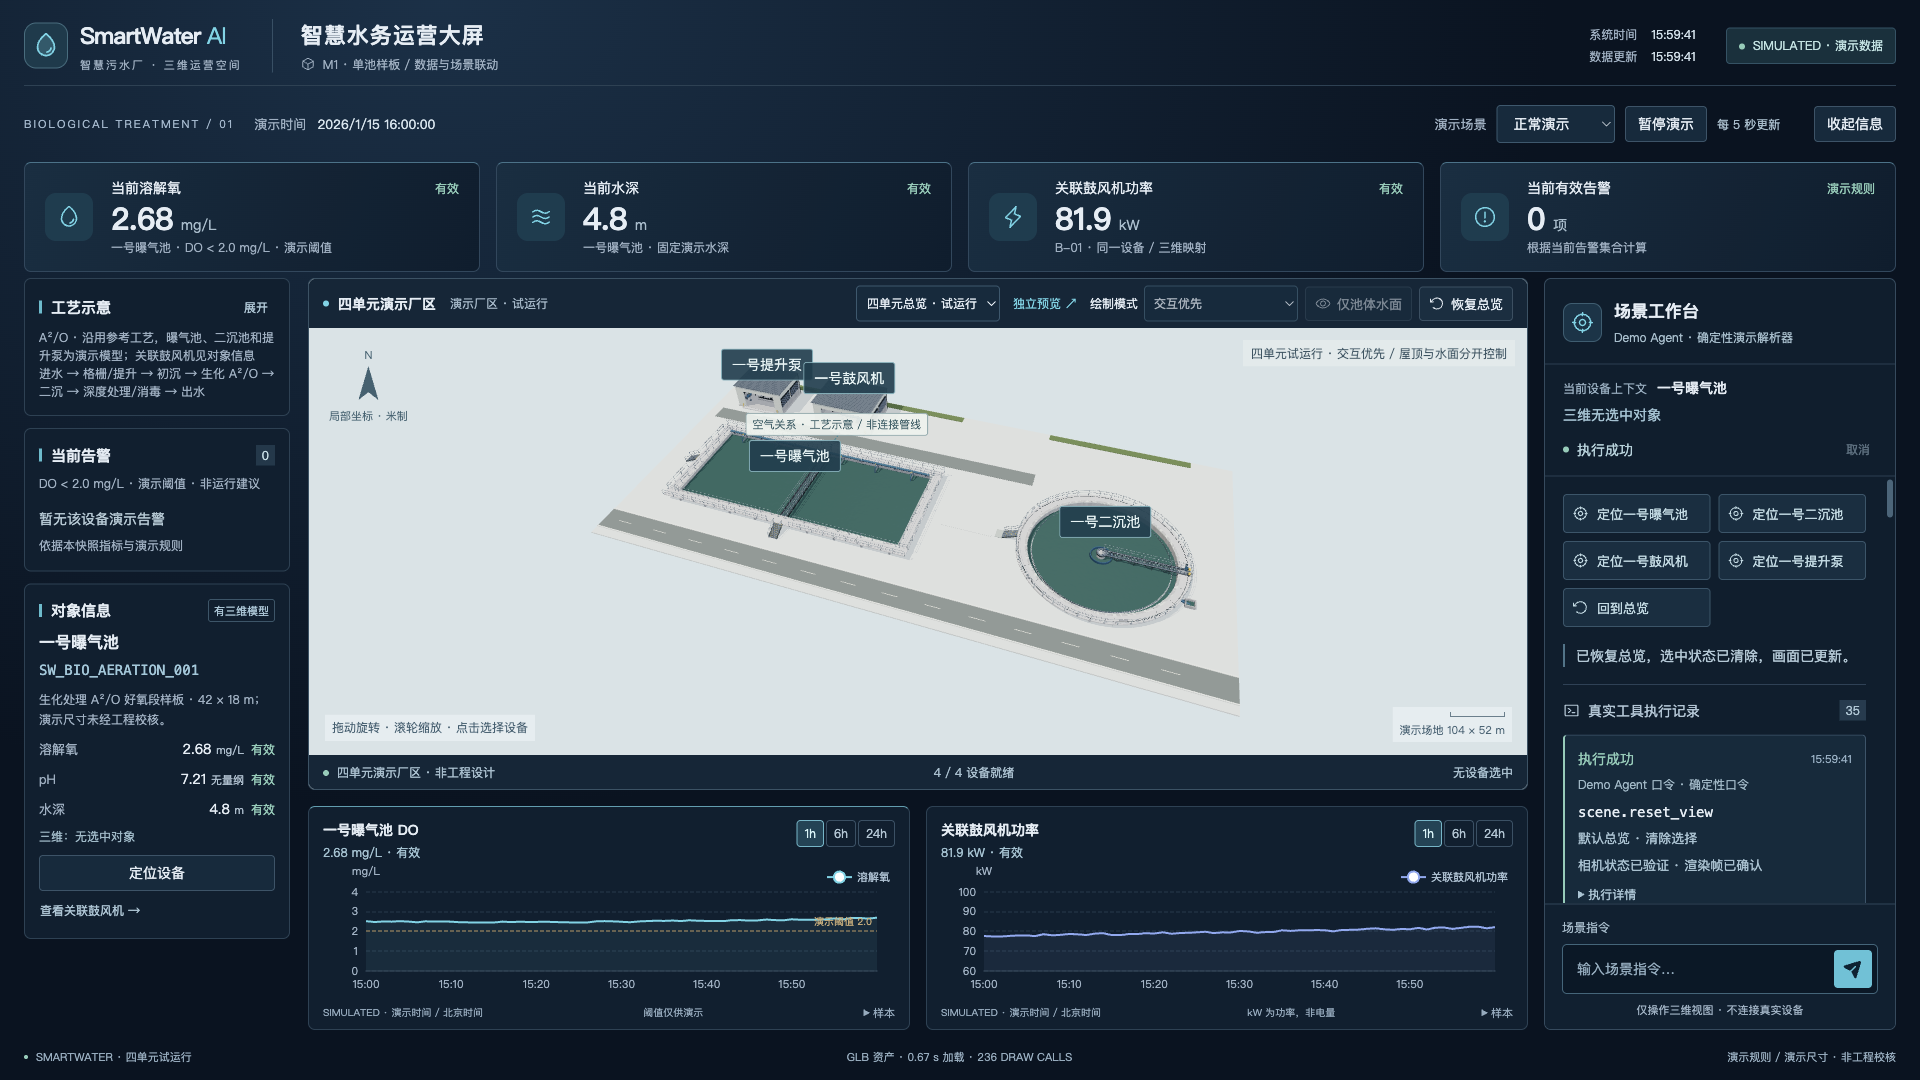 SmartWater AI
智慧污水厂 · 三维运营空间
智慧水务运营大屏
M1 · 单池样板 / 数据与场景联动
系统时间 15:59:41
数据更新 15:59:41
SIMULATED · 演示数据
BIOLOGICAL TREATMENT / 01 演示时间 2026/1/15 16:00:00
演示场景 正常演示 暂停演示 每 5 秒更新 收起信息
当前溶解氧 有效
2.68 mg/L
一号曝气池 · DO < 2.0 mg/L · 演示阈值
当前水深 有效
4.8 m
一号曝气池 · 固定演示水深
关联鼓风机功率 有效
81.9 kW
B-01 · 同一设备 / 三维映射
当前有效告警 演示规则
0 项
根据当前告警集合计算
工艺示意 展开
A²/O · 沿用参考工艺，曝气池、二沉池和提
升泵为演示模型；关联鼓风机见对象信息
进水 → 格栅/提升 → 初沉 → 生化 A²/O →
二沉 → 深度处理/消毒 → 出水
当前告警 0
DO < 2.0 mg/L · 演示阈值 · 非运行建议
暂无该设备演示告警
依据本快照指标与演示规则
对象信息 有三维模型
一号曝气池
SW_BIO_AERATION_001
生化处理 A²/O 好氧段样板 · 42 × 18 m；
演示尺寸未经工程校核。
溶解氧 2.68 mg/L 有效
pH 7.21 无量纲 有效
水深 4.8 m 有效
三维：无选中对象
定位设备
查看关联鼓风机 →
四单元演示厂区 演示厂区 · 试运行
四单元总览 · 试运行 独立预览 ↗ 绘制模式 交互优先 仅池体水面 恢复总览
N
局部坐标 · 米制
四单元试运行 · 交互优先 / 屋顶与水面分开控制
一号提升泵
一号鼓风机
空气关系 · 工艺示意 / 非连接管线
一号曝气池
一号二沉池
拖动旋转 · 滚轮缩放 · 点击选择设备
演示场地 104 × 52 m
四单元演示厂区 · 非工程设计 4 / 4 设备就绪 无设备选中
一号曝气池 DO 1h 6h 24h
2.68 mg/L · 有效
mg/L
溶解氧
4
3
演示阈值 2.0
2
1
0
15:00 15:10 15:20 15:30 15:40 15:50
SIMULATED · 演示时间 / 北京时间 阈值仅供演示 ▶ 样本
关联鼓风机功率 1h 6h 24h
81.9 kW · 有效
kW
关联鼓风机功率
100
90
80
70
60
15:00 15:10 15:20 15:30 15:40 15:50
SIMULATED · 演示时间 / 北京时间 kW 为功率，非电量 ▶ 样本
场景工作台
Demo Agent · 确定性演示解析器
当前设备上下文 一号曝气池
三维无选中对象
执行成功 取消
定位一号曝气池 定位一号二沉池
定位一号鼓风机 定位一号提升泵
回到总览
已恢复总览，选中状态已清除，画面已更新。
真实工具执行记录 35
执行成功 15:59:41
Demo Agent 口令 · 确定性口令
scene.reset_view
默认总览 · 清除选择
相机状态已验证 · 渲染帧已确认
▶ 执行详情
场景指令
输入场景指令...
仅操作三维视图 · 不连接真实设备
SMARTWATER · 四单元试运行 GLB 资产 · 0.67 s 加载 · 236 DRAW CALLS 演示规则 / 演示尺寸 · 非工程校核